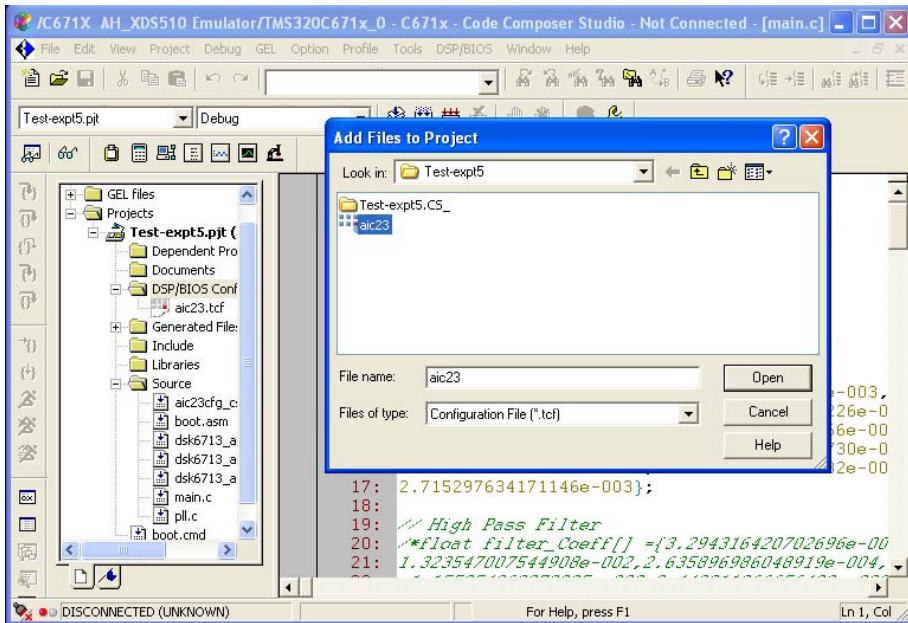 /C671X AH_XDS510 Emulator/TMS320C671x_0 - C671x - Code Composer Studio - Not Connected - [main.c]
File Edit View Project Debug GEL Option Profile Tools DSP/BIOS Window Help
Test-expt5.pjt Debug
GEL files
Projects
Test-expt5.pjt (
Dependent Pro
Documents
DSP/BIOS Conf
aic23.tcf
Generated File:
Include
Libraries
Source
aic23cfg_c:
boot.asm
dsk6713_a
dsk6713_a
dsk6713_a
main.c
pll.c
boot.cmd
Add Files to Project
Look in: Test-expt5
Test-expt5.CS_
aic23
File name: aic23 Open
Files of type: Configuration File (*.tcf) Cancel
Help
e-003,
226e-0
66e-00
730e-0
32e-00
17: 2.715297634171146e-003};
18:
19: // High Pass Filter
20: /*float filter_Coeff[] ={3.294316420702696e-00
21: 1.323547007544908e-002,2.635896986048919e-004,
DISCONNECTED (UNKNOWN) For Help, press F1 Ln 1, Col